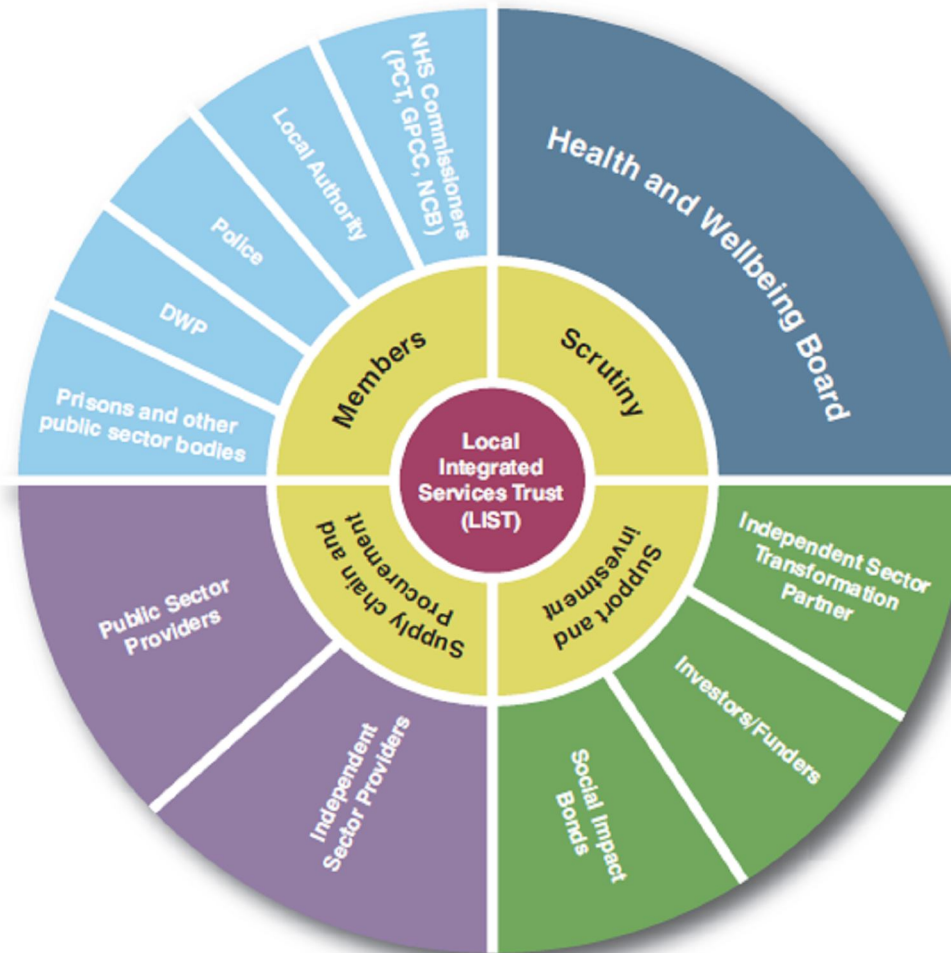 NHS Commissioners
(PCT, GPCC, NCB)
Local Authority
Police
DWP
Prisons and other
public sector bodies
Health and Wellbeing Board
Members
Scrutiny
Local
Integrated
Services Trust
(LIST)
Supply chain and
Procurement
Support and
investment
Public Sector
Providers
Independent
Sector Providers
Independent Sector
Transformation
Partner
Investors/Funders
Social Impact
Bonds